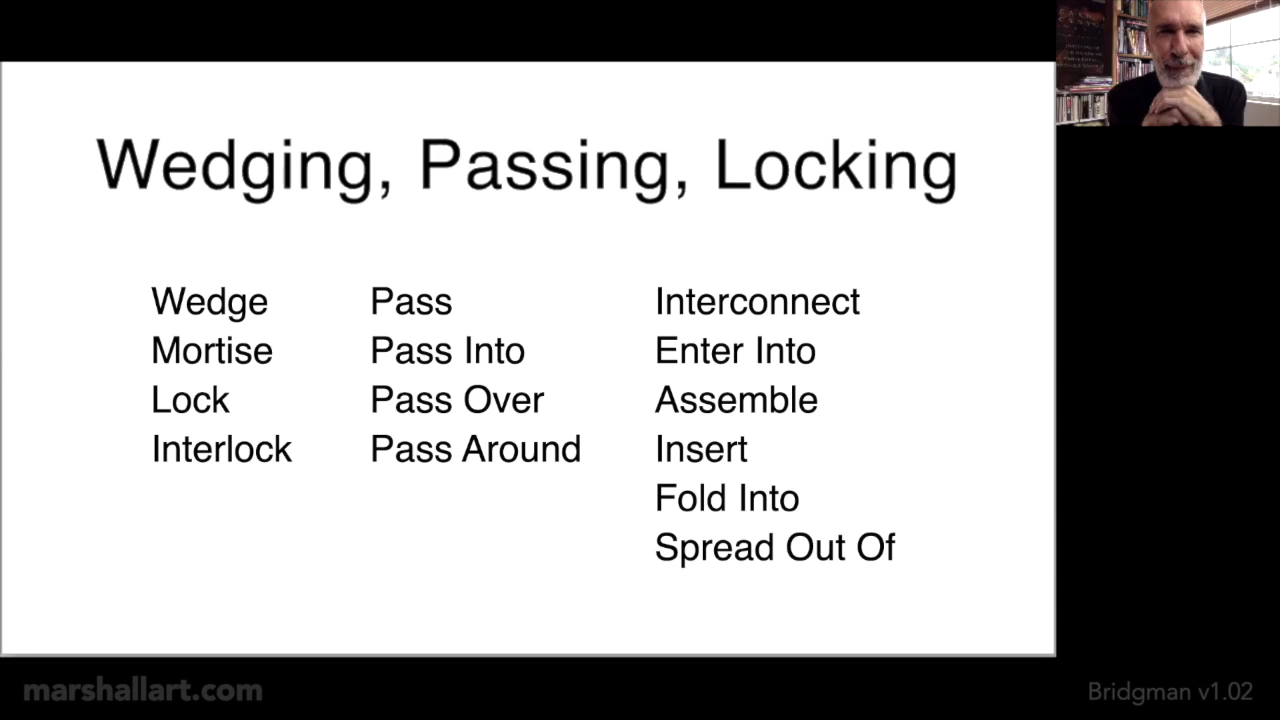 Wedging, Passing, Locking
Wedge
Mortise
Lock
Interlock
Pass
Pass Into
Pass Over
Pass Around
Interconnect
Enter Into
Assemble
Insert
Fold Into
Spread Out Of
marshallart.com
Bridgman v1.02